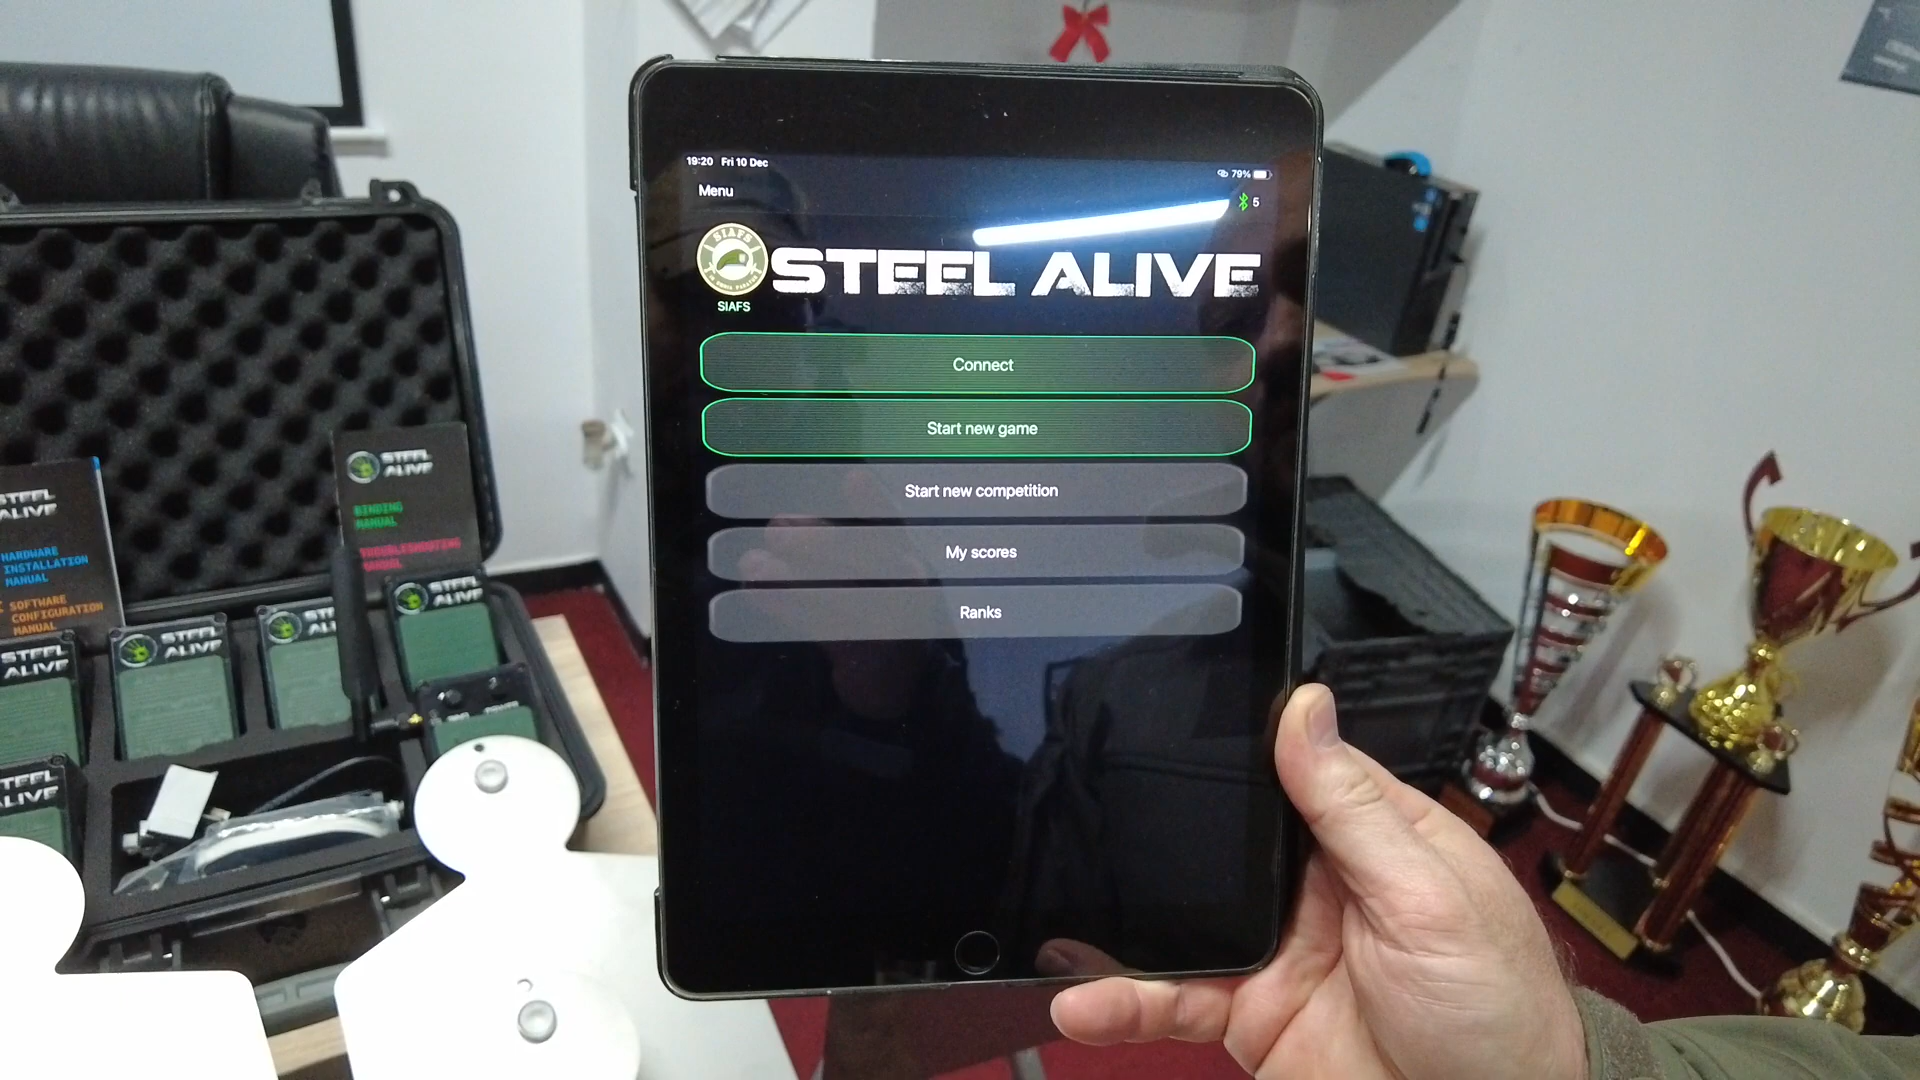 19:20 Fri 10 Dec
79%
Menu
5
SIAFS
STEEL ALIVE
SIAFS
Connect
Start new game
Start new competition
My scores
Ranks
STEEL
ALIVE
BINDING
MANUAL
TROUBLESHOOTING
MANUAL
STEEL
ALIVE
HARDWARE
INSTALLATION
MANUAL
SOFTWARE
CONFIGURATION
MANUAL
STEEL
ALIVE
STEEL
ALIVE
STEEL
ALIVE
STEEL
ALIVE